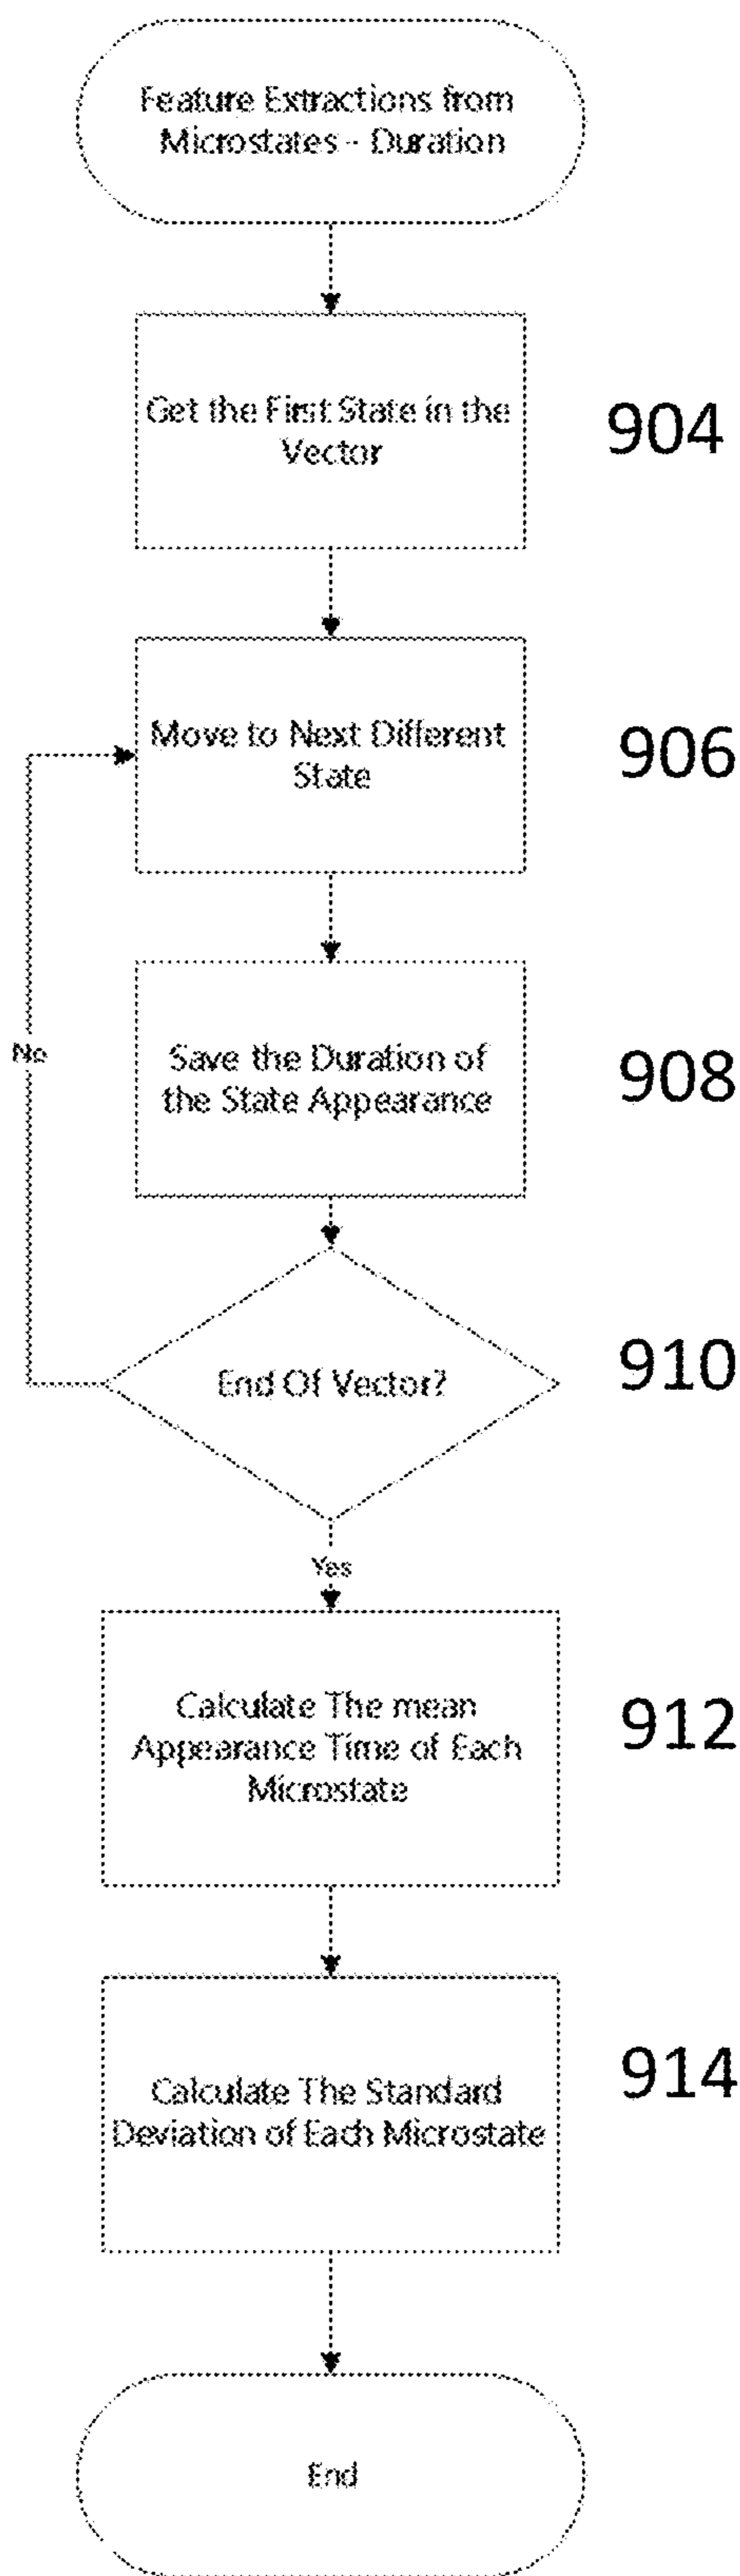 Feature Extractions from
Microstates - Duration
Get the First State in the
Vector
904
Move to Next Different
State
906
Save the Duration of
the State Appearance
908
No
End Of Vector?
910
Yes
Calculate The mean
Appearance Time of Each
Microstate
912
Calculate The Standard
Deviation of Each Microstate
914
End